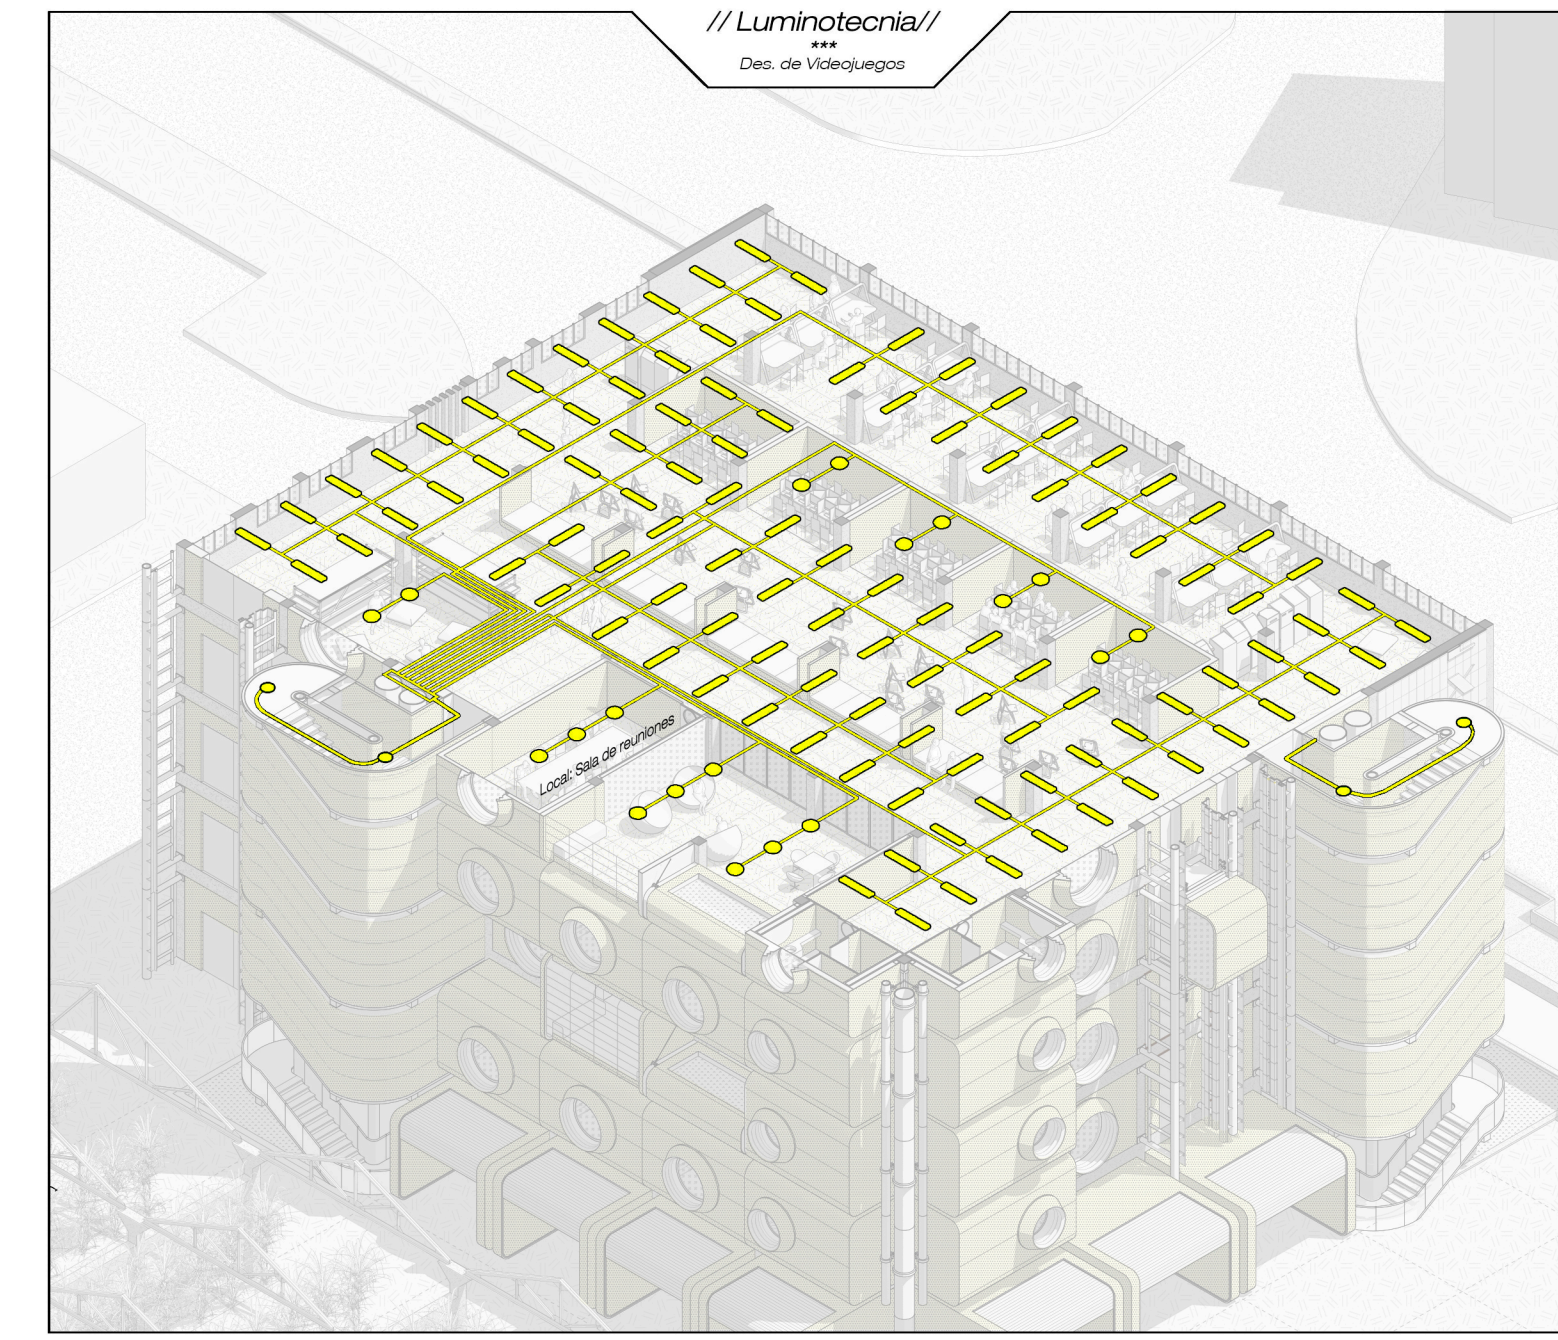 // Luminotecnia//
***
Des. de Videojuegos
Local: Sala de reuniones